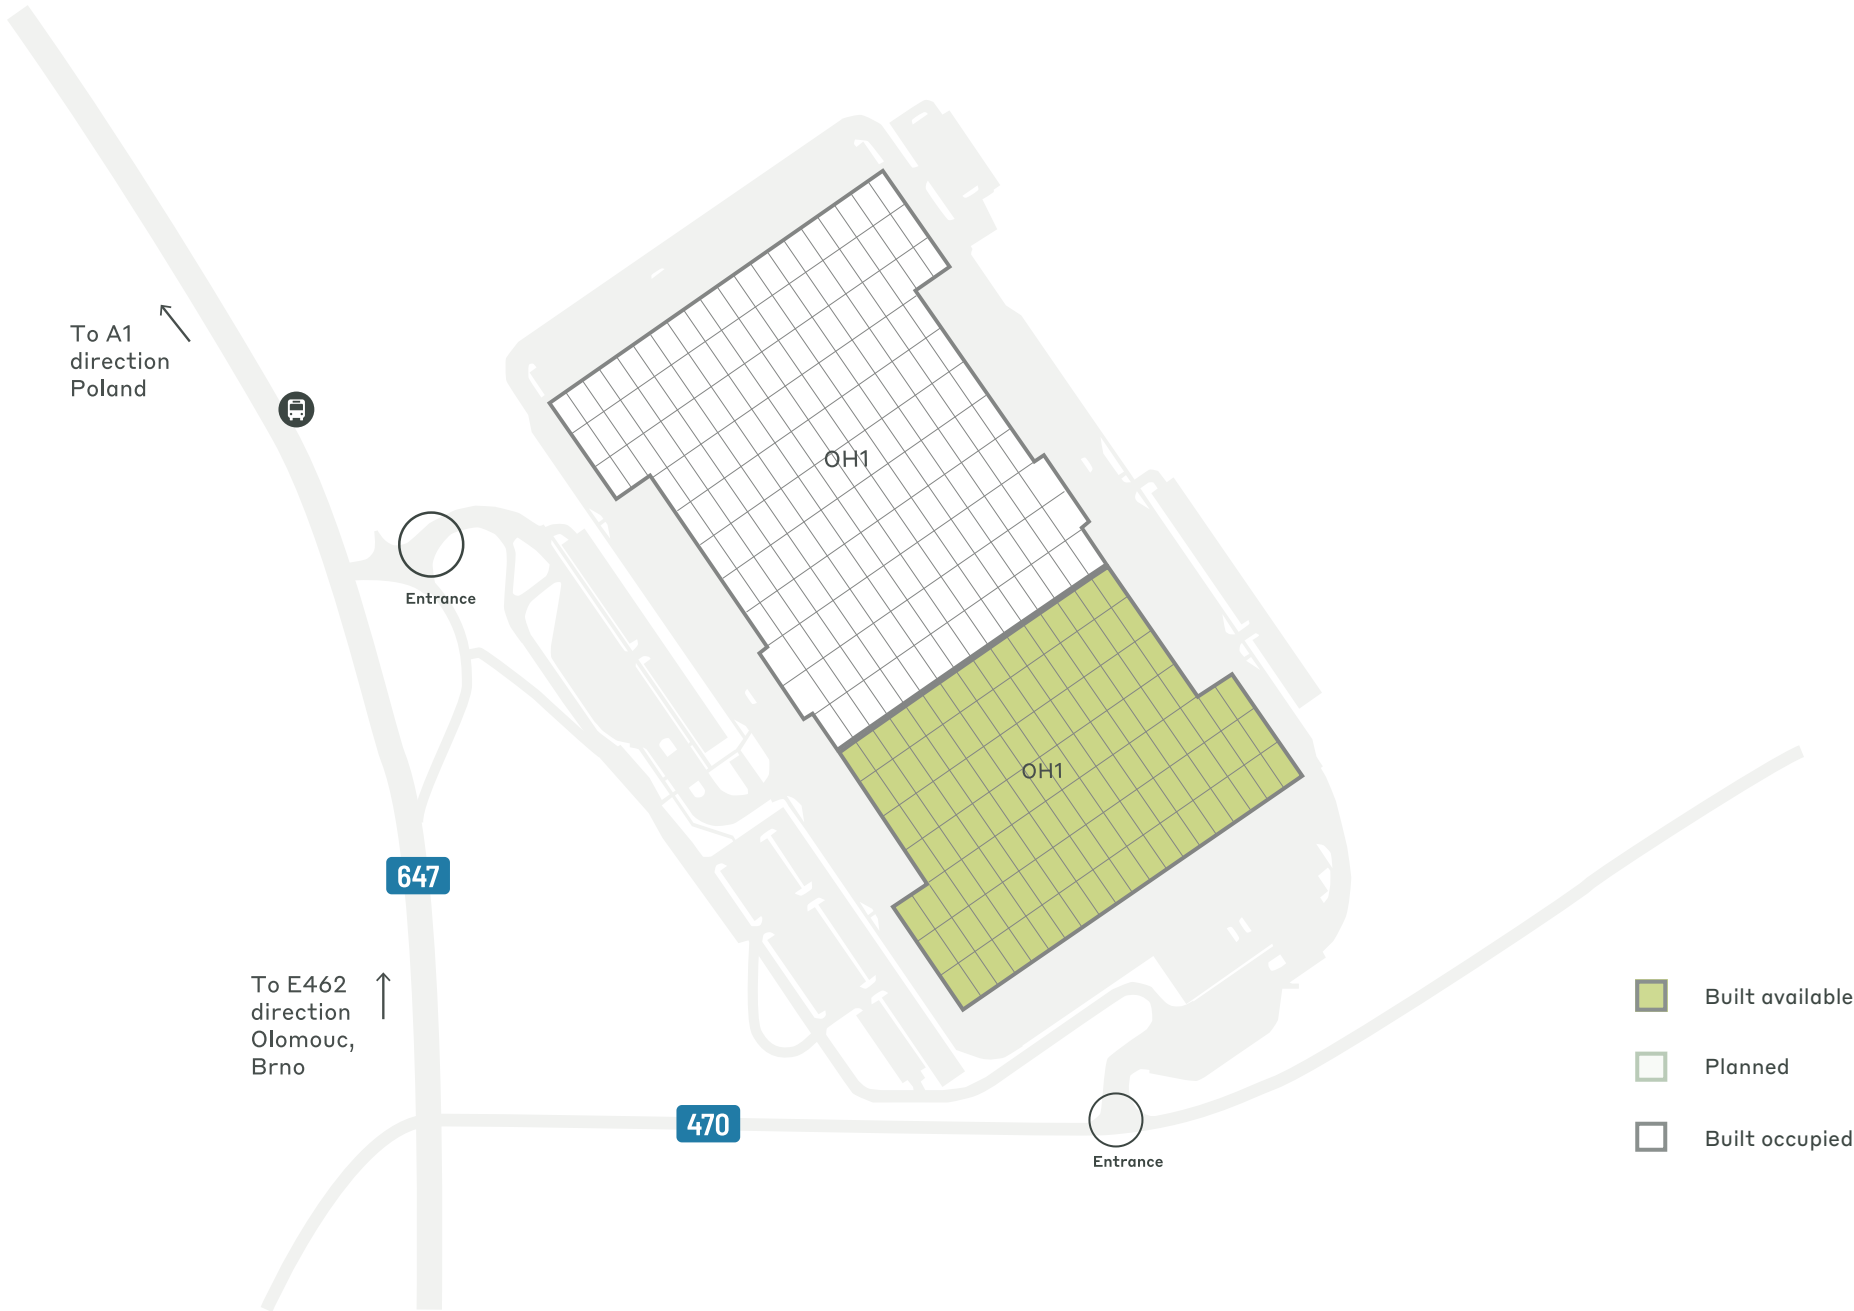 To A1
direction
Poland
OH1
Entrance
OH1
647
To E462
direction
Olomouc,
Brno
470
Entrance
Built available
Planned
Built occupied